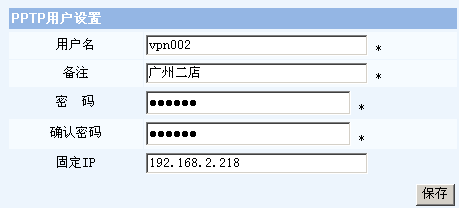 PPTP用户设置
用户名 vpn002 *
备注 广州二店 *
密 码 ●●●●●● *
确认密码 ●●●●●● *
固定IP 192.168.2.218
保存